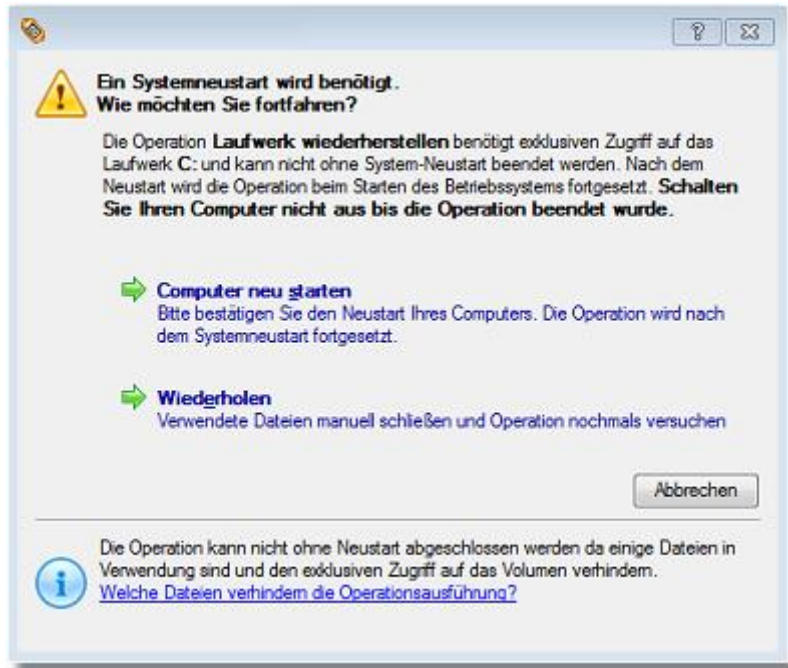 Ein Systemneustart wird benötigt.
Wie möchten Sie fortfahren?
Die Operation Laufwerk wiederherstellen benötigt exklusiven Zugriff auf das
Laufwerk C: und kann nicht ohne System-Neustart beendet werden. Nach dem
Neustart wird die Operation beim Starten des Betriebssystems fortgesetzt. Schalten
Sie Ihren Computer nicht aus bis die Operation beendet wurde.
Computer neu starten
Bitte bestätigen Sie den Neustart Ihres Computers. Die Operation wird nach
dem Systemneustart fortgesetzt.
Wiederholen
Verwendete Dateien manuell schließen und Operation nochmals versuchen
Abbrechen
Die Operation kann nicht ohne Neustart abgeschlossen werden da einige Dateien in
Verwendung sind und den exklusiven Zugriff auf das Volumen verhindern.
Welche Dateien verhindern die Operationsausführung?